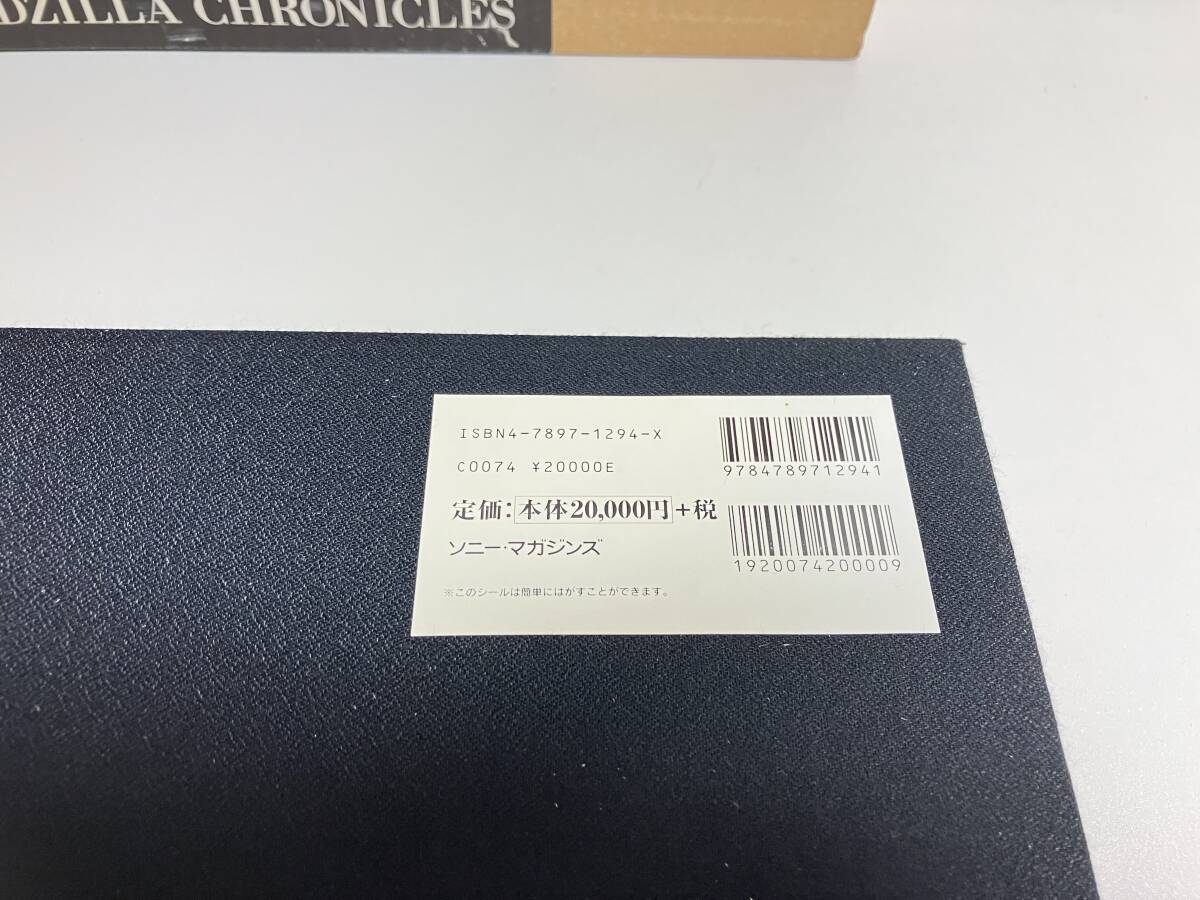 DZILLA CHRONICLES
ISBN4-7897-1294-X
C0074 ¥20000E
定価：本体20,000円+税
ソニー・マガジンズ
※このシールは簡単にはがすことができます。
9784789712941
1920074200009